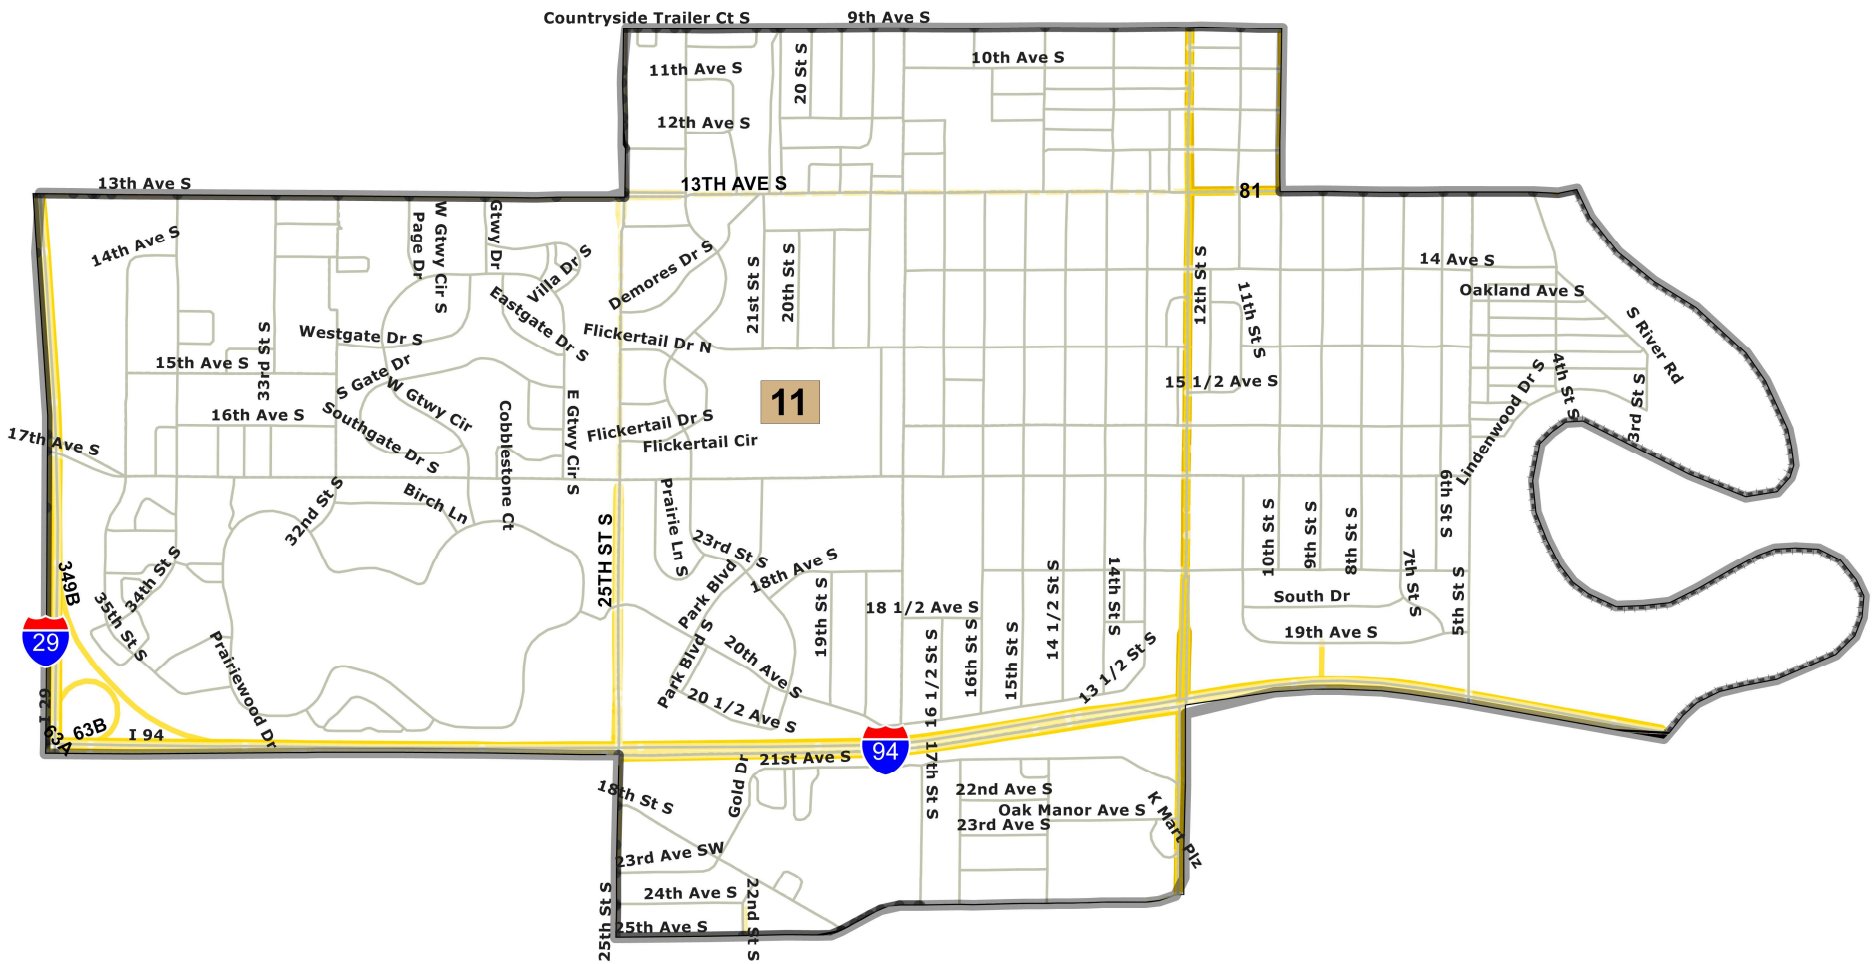 Countryside Trailer Ct S
9th Ave S
10th Ave S
11th Ave S
20 St S
12th Ave S
13th Ave S
13TH AVE S
81
14th Ave S
Page Dr
W Gtwy Cir S
Gtwy Dr
Villa Dr S
Eastgate Dr S
Demores Dr S
21st St S
20th St S
12th St S
11th St S
14 Ave S
Oakland Ave S
S River Rd
Westgate Dr S
33rd St S
15th Ave S
S Gate Dr
W Gtwy Cir
Flickertail Dr N
15 1/2 Ave S
4th St S
3rd St S
Lindenwood Dr S
16th Ave S
Southgate Dr S
Cobblestone Ct
E Gtwy Cir S
Flickertail Dr S
Flickertail Cir
11
17th Ave S
32nd St S
Birch Ln
25TH ST S
Prairie Ln S
23rd St S
Park Blvd
18th Ave S
6th St S
10th St S
9th St S
8th St S
7th St S
5th St S
349B
34th St S
35th St S
19th St S
18 1/2 Ave S
14 1/2 St S
14th St S
South Dr
19th Ave S
29
Prairiewood Dr
Park Blvd S
20th Ave S
20 1/2 Ave S
16 1/2 St S
16th St S
15th St S
13 1/2 St S
I 29
63A
63B
I 94
94
21st Ave S
17th St S
Gold Dr
18th St S
22nd Ave S
Oak Manor Ave S
23rd Ave S
K Mart Plz
23rd Ave SW
24th Ave S
25th St S
25th Ave S
22nd St S